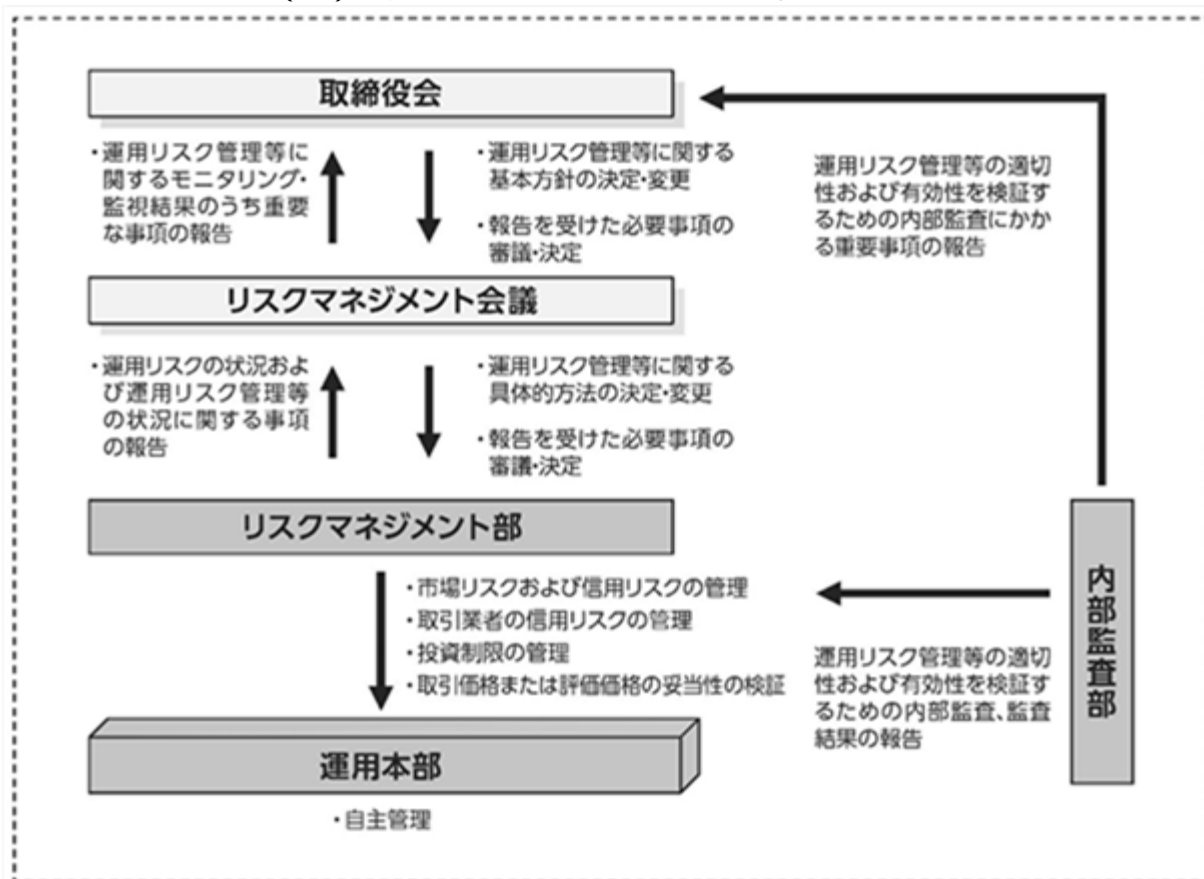 取締役会
・運用リスク管理等に
関するモニタリング・
監視結果のうち重要
な事項の報告
・運用リスク管理等に関する
基本方針の決定・変更
・報告を受けた必要事項の
審議・決定
運用リスク管理等の適切
性および有効性を検証す
るための内部監査にかか
る重要事項の報告
リスクマネジメント会議
・運用リスクの状況およ
び運用リスク管理等
の状況に関する事項
の報告
・運用リスク管理等に関する
具体的方法の決定・変更
・報告を受けた必要事項の
審議・決定
リスクマネジメント部
・市場リスクおよび信用リスクの管理
・取引業者の信用リスクの管理
・投資制限の管理
・取引価格または評価価格の妥当性の検証
運用リスク管理等の適切
性および有効性を検証す
るための内部監査、監査
結果の報告
内部監査部
運用本部
・自主管理